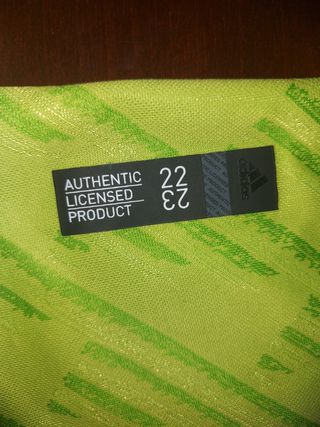 AUTHENTIC
LICENSED
PRODUCT
22
23
adidas